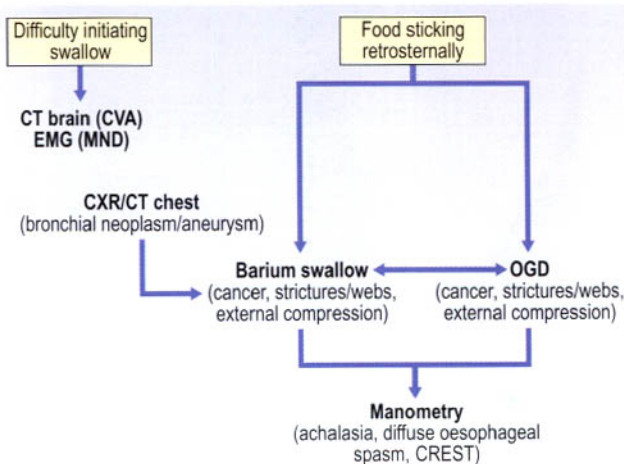 Difficulty initiating
swallow
Food sticking
retrosternally
CT brain (CVA)
EMG (MND)
CXR/CT chest
(bronchial neoplasm/aneurysm)
Barium swallow
(cancer, strictures/webs,
external compression)
OGD
(cancer, strictures/webs,
external compression)
Manometry
(achalasia, diffuse oesophageal
spasm, CREST)